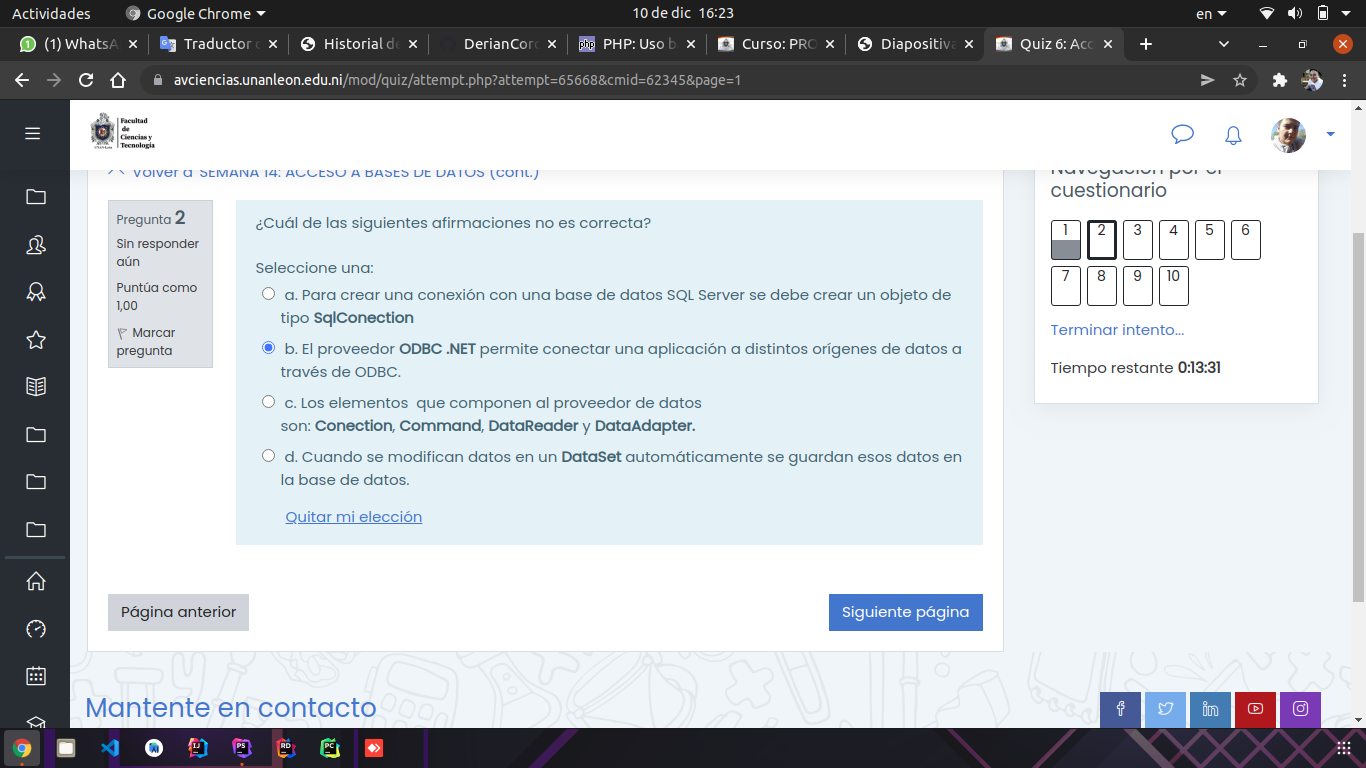 Actividades
Google Chrome
10 de dic 16:23
en
(1) WhatsA
Traductor
Historial de
DerianCord
PHP: Uso b
Curso: PRO
Diapositiva
Quiz 6: Acc
avciencias.unanleon.edu.ni/mod/quiz/attempt.php?attempt=65668&cmid=62345&page=1
Facultad
de
Ciencias y
Tecnología
Volver a 'SEMANA 14: ACCESO A BASES DE DATOS (cont.)'
Pregunta 2
Sin responder
aún
Puntúa como
1,00
Marcar
pregunta
¿Cuál de las siguientes afirmaciones no es correcta?
Seleccione una:
a. Para crear una conexión con una base de datos SQL Server se debe crear un objeto de
tipo SqlConection
b. El proveedor ODBC .NET permite conectar una aplicación a distintos orígenes de datos a
través de ODBC.
c. Los elementos que componen al proveedor de datos
son: Conection, Command, DataReader y DataAdapter.
d. Cuando se modifican datos en un DataSet automáticamente se guardan esos datos en
la base de datos.
Quitar mi elección
Página anterior
Siguiente página
Navegación por el
cuestionario
1 2 3 4 5 6
7 8 9 10
Terminar intento...
Tiempo restante 0:13:31
Mantente en contacto